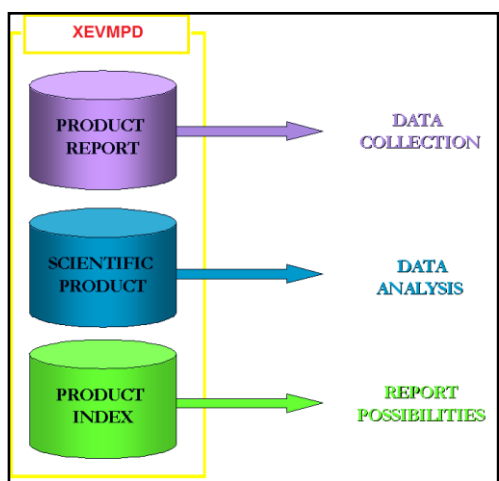 XEVMPD
PRODUCT
REPORT
DATA
COLLECTION
SCIENTIFIC
PRODUCT
DATA
ANALYSIS
PRODUCT
INDEX
REPORT
POSSIBILITIES